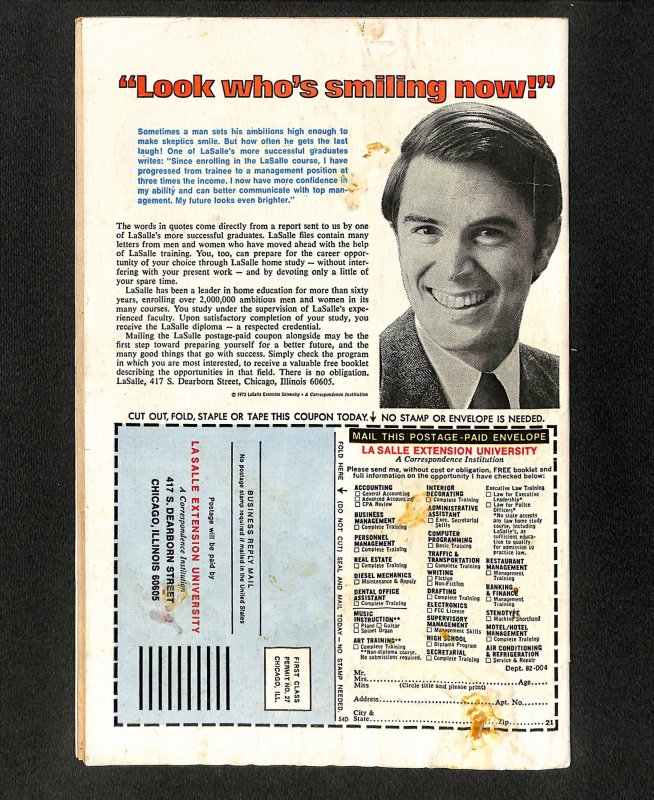 “Look who’s smiling now!”
Sometimes a man sets his ambitions high enough to
make skeptics smile. But how often he gets the last
laugh! One of LaSalle's more successful graduates
writes: “Since enrolling in the LaSalle course, I have
progressed from trainee to a management position at
three times the income. I now have more confidence in
my ability and can better communicate with top man-
agement. My future looks even brighter.”
The words in quotes come directly from a report sent to us by one
of LaSalle's more successful graduates. LaSalle files contain many
letters from men and women who have moved ahead with the help
of LaSalle training. You, too, can prepare for the career oppor-
tunity of your choice through LaSalle home study — without inter-
fering with your present work — and by devoting only a little of
your spare time.
LaSalle has been a leader in home education for more than sixty
years, enrolling over 2,000,000 ambitious men and women in its
many courses. You study under the supervision of LaSalle's expe-
rienced faculty. Upon satisfactory completion of your study, you
receive the LaSalle diploma — a respected credential.
Mailing the LaSalle postage-paid coupon alongside may be the
first step toward preparing yourself for a better future, and the
many good things that go with success. Simply check the program
in which you are most interested, to receive a valuable free booklet
describing the opportunities in that field. There is no obligation.
LaSalle, 417 S. Dearborn Street, Chicago, Illinois 60605.
© 1973 LaSalle Extension University • A Correspondence Institution
CUT OUT, FOLD, STAPLE OR TAPE THIS COUPON TODAY. NO STAMP OR ENVELOPE IS NEEDED.
FIRST CLASS
PERMIT NO. 27
CHICAGO, ILL.
BUSINESS REPLY MAIL
No postage stamp required if mailed in the United States
Postage will be paid by
LA SALLE EXTENSION UNIVERSITY
A Correspondence Institution
417 S. DEARBORN STREET
CHICAGO, ILLINOIS 60605
FOLD HERE (DO NOT CUT) SEAL AND MAIL TODAY – NO STAMP NEEDED.
54D
MAIL THIS POSTAGE-PAID ENVELOPE
LA SALLE EXTENSION UNIVERSITY
A Correspondence Institution
Please send me, without cost or obligation, FREE booklet and
full information on the opportunity I have checked below:
ACCOUNTING
General Accounting
Advanced Accounting
CPA Review
BUSINESS
MANAGEMENT
Complete Training
PERSONNEL
MANAGEMENT
Complete Training
REAL ESTATE
Complete Training
DIESEL MECHANICS
Maintenance & Repair
DENTAL OFFICE
ASSISTANT
Complete Training
MUSIC
INSTRUCTION**
Piano Guitar
Spinet Organ
ART TRAINING**
Complete Training
**Non-diploma course.
No submissions required.
INTERIOR
DECORATING
Complete Training
ADMINISTRATIVE
ASSISTANT
Exec. Secretarial
Skills
COMPUTER
PROGRAMMING
Basic Training
TRAFFIC &
TRANSPORTATION
Complete Training
WRITING
Fiction
Non-Fiction
DRAFTING
Complete Training
ELECTRONICS
FCC License
SUPERVISORY
MANAGEMENT
Management Skills
HIGH SCHOOL
Diploma Program
SECRETARIAL
Complete Training
Executive Law Training
Law for Executive
Leadership*
Law for Police
Officers*
*No state accepts
any law home study
course, including
LaSalle's, as
sufficient educa-
tion to qualify
for admission to
practice law.
RESTAURANT
MANAGEMENT
Management
Training
BANKING
& FINANCE
Management
Training
STENOTYPE
Machine Shorthand
MOTEL/HOTEL
MANAGEMENT
Complete Training
AIR CONDITIONING
& REFRIGERATION
Service & Repair
Dept. 82-004
Mr.
Mrs.
Miss (Circle title and please print) Age
Address Apt. No.
City &
State Zip 21